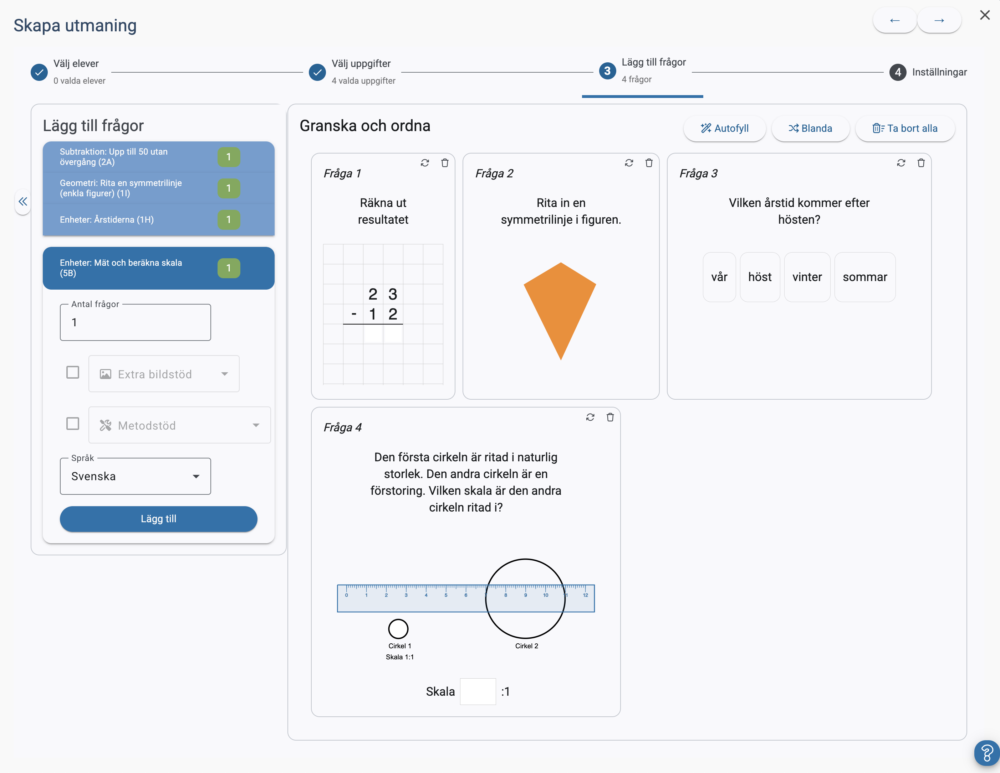 Skapa utmaning
← →
Välj elever
0 valda elever
Välj uppgifter
4 valda uppgifter
3 Lägg till frågor
4 frågor
4 Inställningar
Lägg till frågor
Subtraktion: Upp till 50 utan
övergång (2A)
1
Geometri: Rita en symmetrilinje
(enkla figurer) (1I)
1
Enheter: Årstiderna (1H)
1
Enheter: Mät och beräkna skala
(5B)
1
Antal frågor
1
Extra bildstöd
Metodstöd
Språk
Svenska
Lägg till
Granska och ordna
Autofyll
Blanda
Ta bort alla
Fråga 1
Räkna ut
resultatet
2 3
- 1 2
Fråga 2
Rita in en
symmetrilinje i figuren.
Fråga 3
Vilken årstid kommer efter
hösten?
vår höst vinter sommar
Fråga 4
Den första cirkeln är ritad i naturlig
storlek. Den andra cirkeln är en
förstoring. Vilken skala är den andra
cirkeln ritad i?
0 1 2 3 4 5 6 7 8 9 10 11 12
Cirkel 1
Skala 1:1
Cirkel 2
Skala :1
?